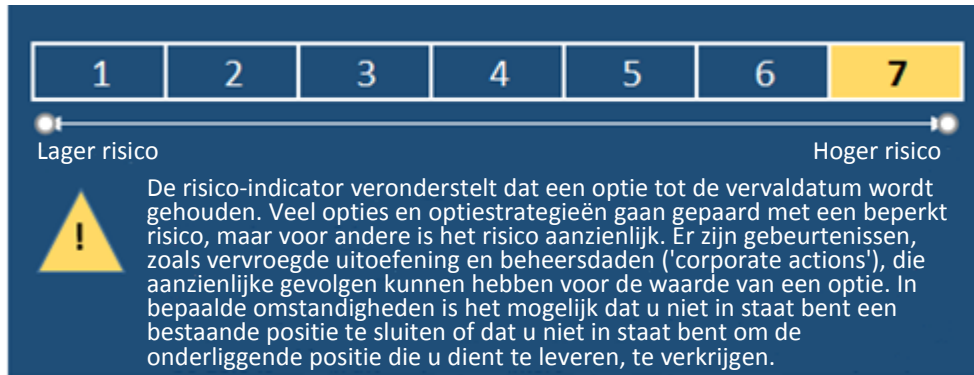 1 2 3 4 5 6 7
Lager risico Hoger risico
De risico-indicator veronderstelt dat een optie tot de vervaldatum wordt
gehouden. Veel opties en optiestrategieën gaan gepaard met een beperkt
risico, maar voor andere is het risico aanzienlijk. Er zijn gebeurtenissen,
zoals vervroegde uitoefening en beheersdaden ('corporate actions'), die
aanzienlijke gevolgen kunnen hebben voor de waarde van een optie. In
bepaalde omstandigheden is het mogelijk dat u niet in staat bent een
bestaande positie te sluiten of dat u niet in staat bent om de
onderliggende positie die u dient te leveren, te verkrijgen.
!